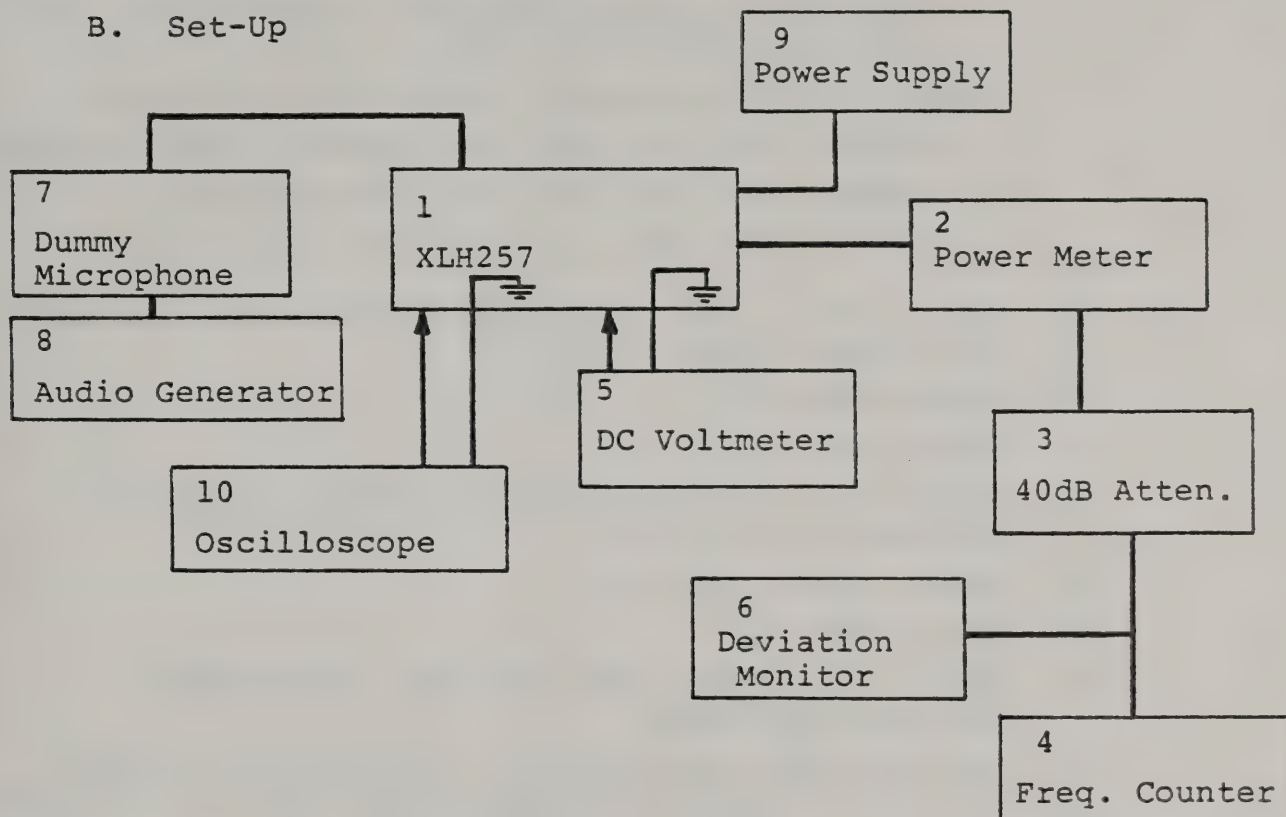 B. Set-Up
9
Power Supply
7
Dummy
Microphone
1
XLH257
2
Power Meter
8
Audio Generator
5
DC Voltmeter
3
40dB Atten.
10
Oscilloscope
6
Deviation
Monitor
4
Freq. Counter